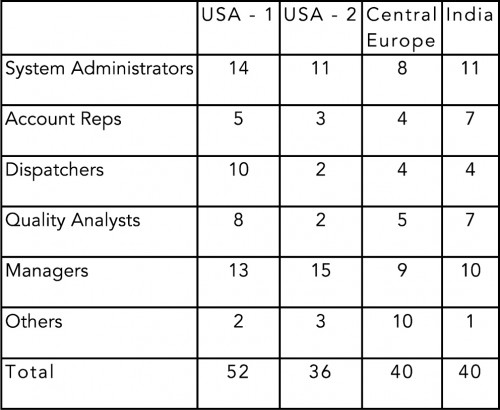 USA - 1 USA - 2 Central Europe India
System Administrators 14 11 8 11
Account Reps 5 3 4 7
Dispatchers 10 2 4 4
Quality Analysts 8 2 5 7
Managers 13 15 9 10
Others 2 3 10 1
Total 52 36 40 40